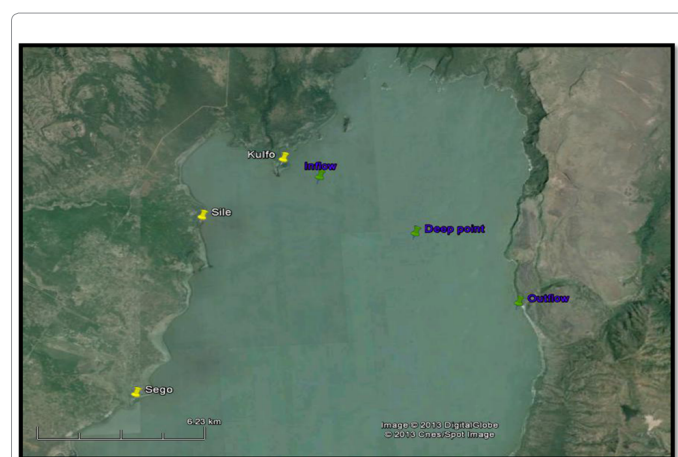 Kulfo
Inflow
Sile
Deep point
Outflow
Sego
6.23 km
Image © 2013 DigitalGlobe
© 2013 Cnes/Spot Image